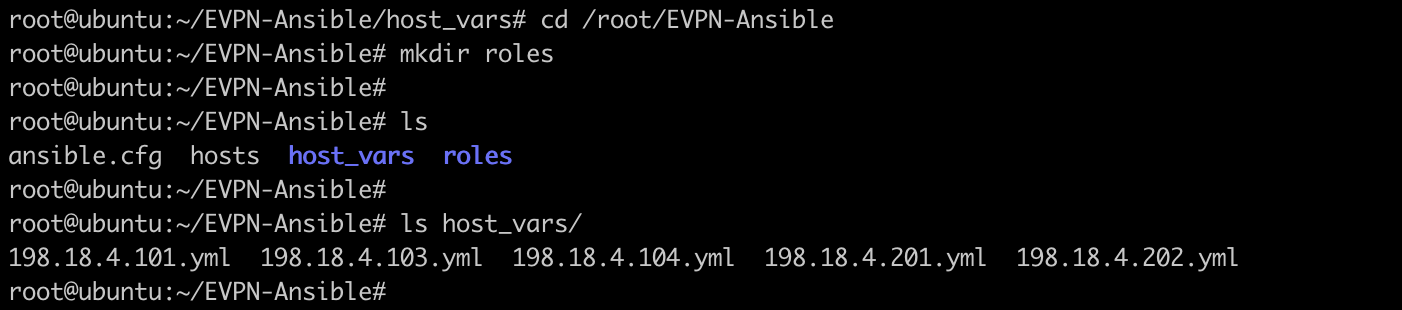 root@ubuntu:~/EVPN-Ansible/host_vars# cd /root/EVPN-Ansible
root@ubuntu:~/EVPN-Ansible# mkdir roles
root@ubuntu:~/EVPN-Ansible#
root@ubuntu:~/EVPN-Ansible# ls
ansible.cfg  hosts  host_vars  roles
root@ubuntu:~/EVPN-Ansible#
root@ubuntu:~/EVPN-Ansible# ls host_vars/
198.18.4.101.yml  198.18.4.103.yml  198.18.4.104.yml  198.18.4.201.yml  198.18.4.202.yml
root@ubuntu:~/EVPN-Ansible#